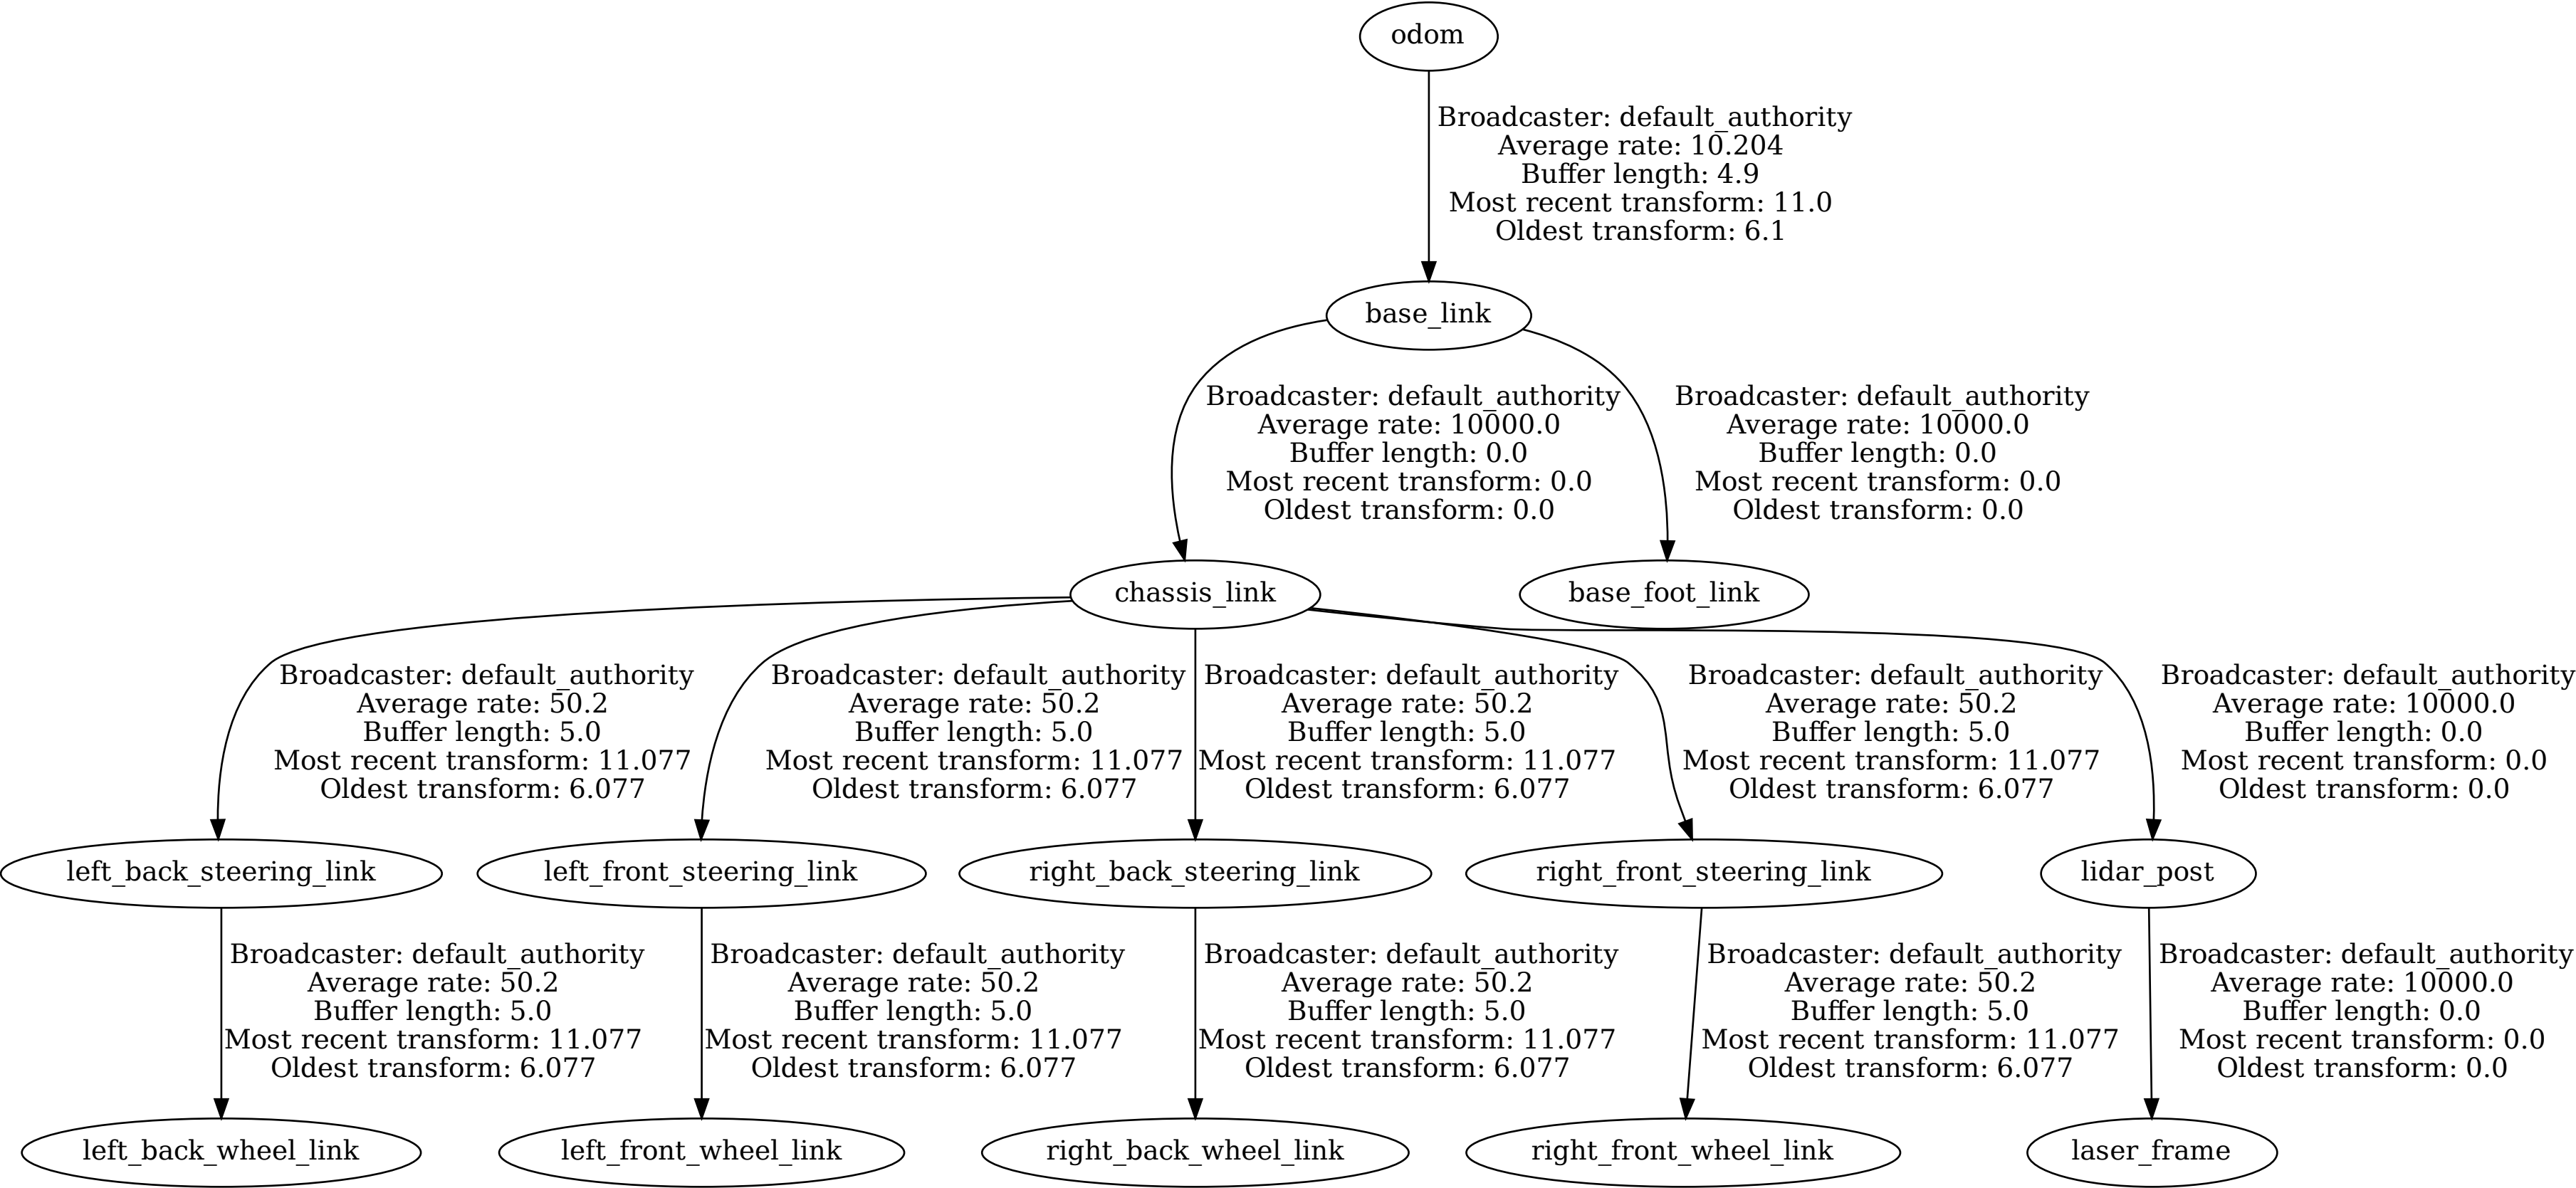 odom
Broadcaster: default_authority
Average rate: 10.204
Buffer length: 4.9
Most recent transform: 11.0
Oldest transform: 6.1
base_link
Broadcaster: default_authority
Average rate: 10000.0
Buffer length: 0.0
Most recent transform: 0.0
Oldest transform: 0.0
Broadcaster: default_authority
Average rate: 10000.0
Buffer length: 0.0
Most recent transform: 0.0
Oldest transform: 0.0
chassis_link
base_foot_link
Broadcaster: default_authority
Average rate: 50.2
Buffer length: 5.0
Most recent transform: 11.077
Oldest transform: 6.077
Broadcaster: default_authority
Average rate: 50.2
Buffer length: 5.0
Most recent transform: 11.077
Oldest transform: 6.077
Broadcaster: default_authority
Average rate: 50.2
Buffer length: 5.0
Most recent transform: 11.077
Oldest transform: 6.077
Broadcaster: default_authority
Average rate: 50.2
Buffer length: 5.0
Most recent transform: 11.077
Oldest transform: 6.077
Broadcaster: default_authority
Average rate: 10000.0
Buffer length: 0.0
Most recent transform: 0.0
Oldest transform: 0.0
left_back_steering_link
left_front_steering_link
right_back_steering_link
right_front_steering_link
lidar_post
Broadcaster: default_authority
Average rate: 50.2
Buffer length: 5.0
Most recent transform: 11.077
Oldest transform: 6.077
Broadcaster: default_authority
Average rate: 50.2
Buffer length: 5.0
Most recent transform: 11.077
Oldest transform: 6.077
Broadcaster: default_authority
Average rate: 50.2
Buffer length: 5.0
Most recent transform: 11.077
Oldest transform: 6.077
Broadcaster: default_authority
Average rate: 50.2
Buffer length: 5.0
Most recent transform: 11.077
Oldest transform: 6.077
Broadcaster: default_authority
Average rate: 10000.0
Buffer length: 0.0
Most recent transform: 0.0
Oldest transform: 0.0
left_back_wheel_link
left_front_wheel_link
right_back_wheel_link
right_front_wheel_link
laser_frame